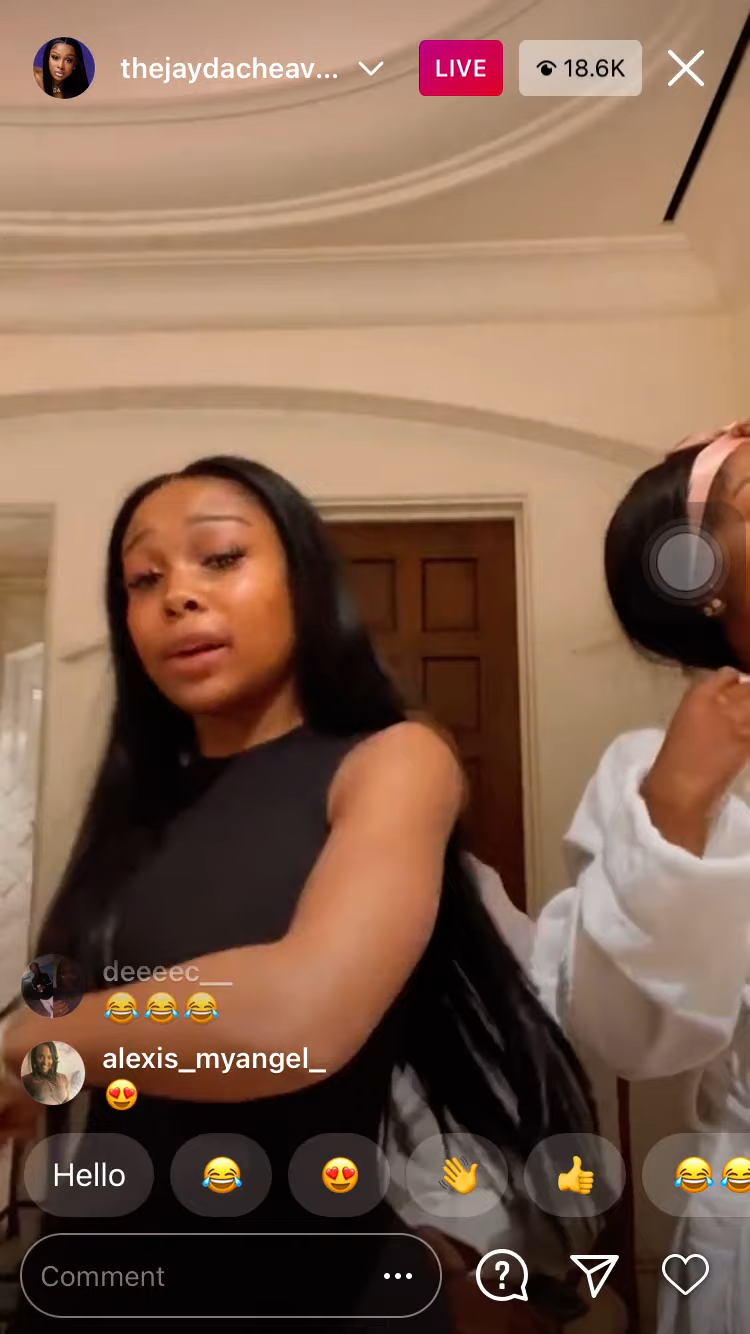 thejaydacheav...
LIVE
18.6K
deeeec__
😂😂😂
alexis_myangel_
😍
Hello 😂 😍 👋 👍 😂😂
Comment